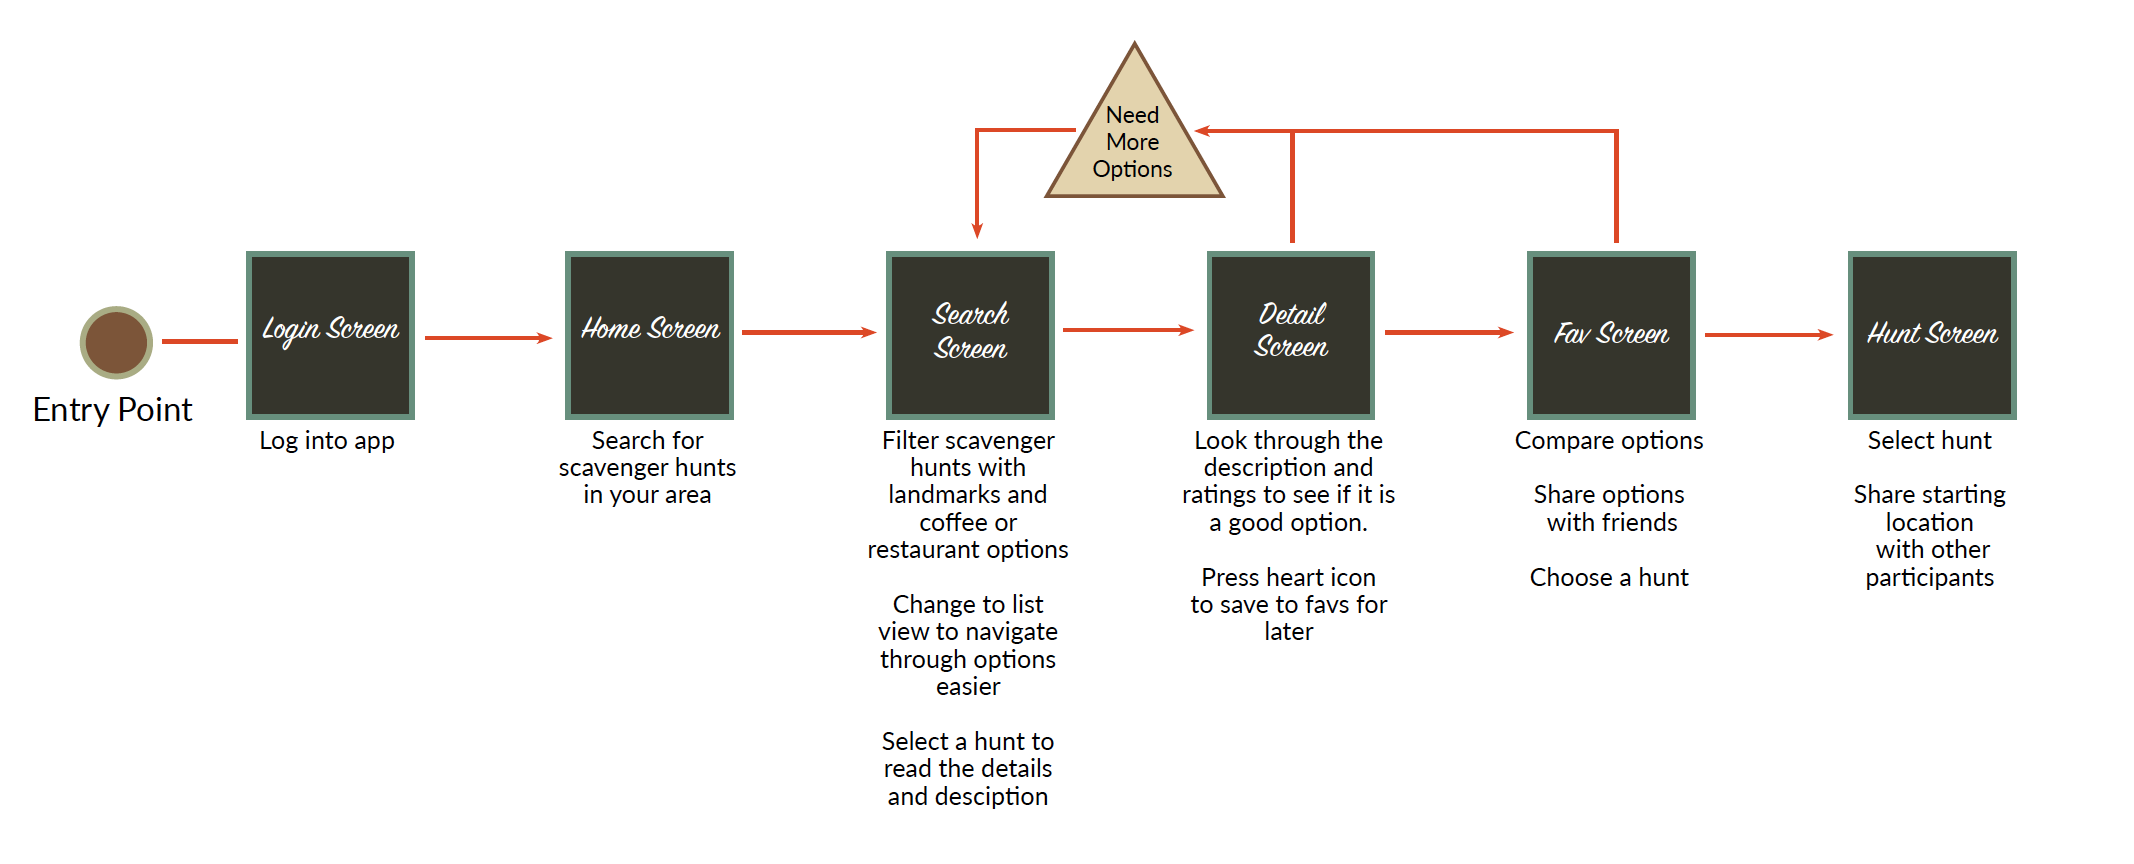 Need
More
Options
Entry Point
Login Screen
Log into app
Home Screen
Search for
scavenger hunts
in your area
Search
Screen
Filter scavenger
hunts with
landmarks and
coffee or
restaurant options
Change to list
view to navigate
through options
easier
Select a hunt to
read the details
and desciption
Detail
Screen
Look through the
description and
ratings to see if it is
a good option.
Press heart icon
to save to favs for
later
Fav Screen
Compare options
Share options
with friends
Choose a hunt
Hunt Screen
Select hunt
Share starting
location
with other
participants